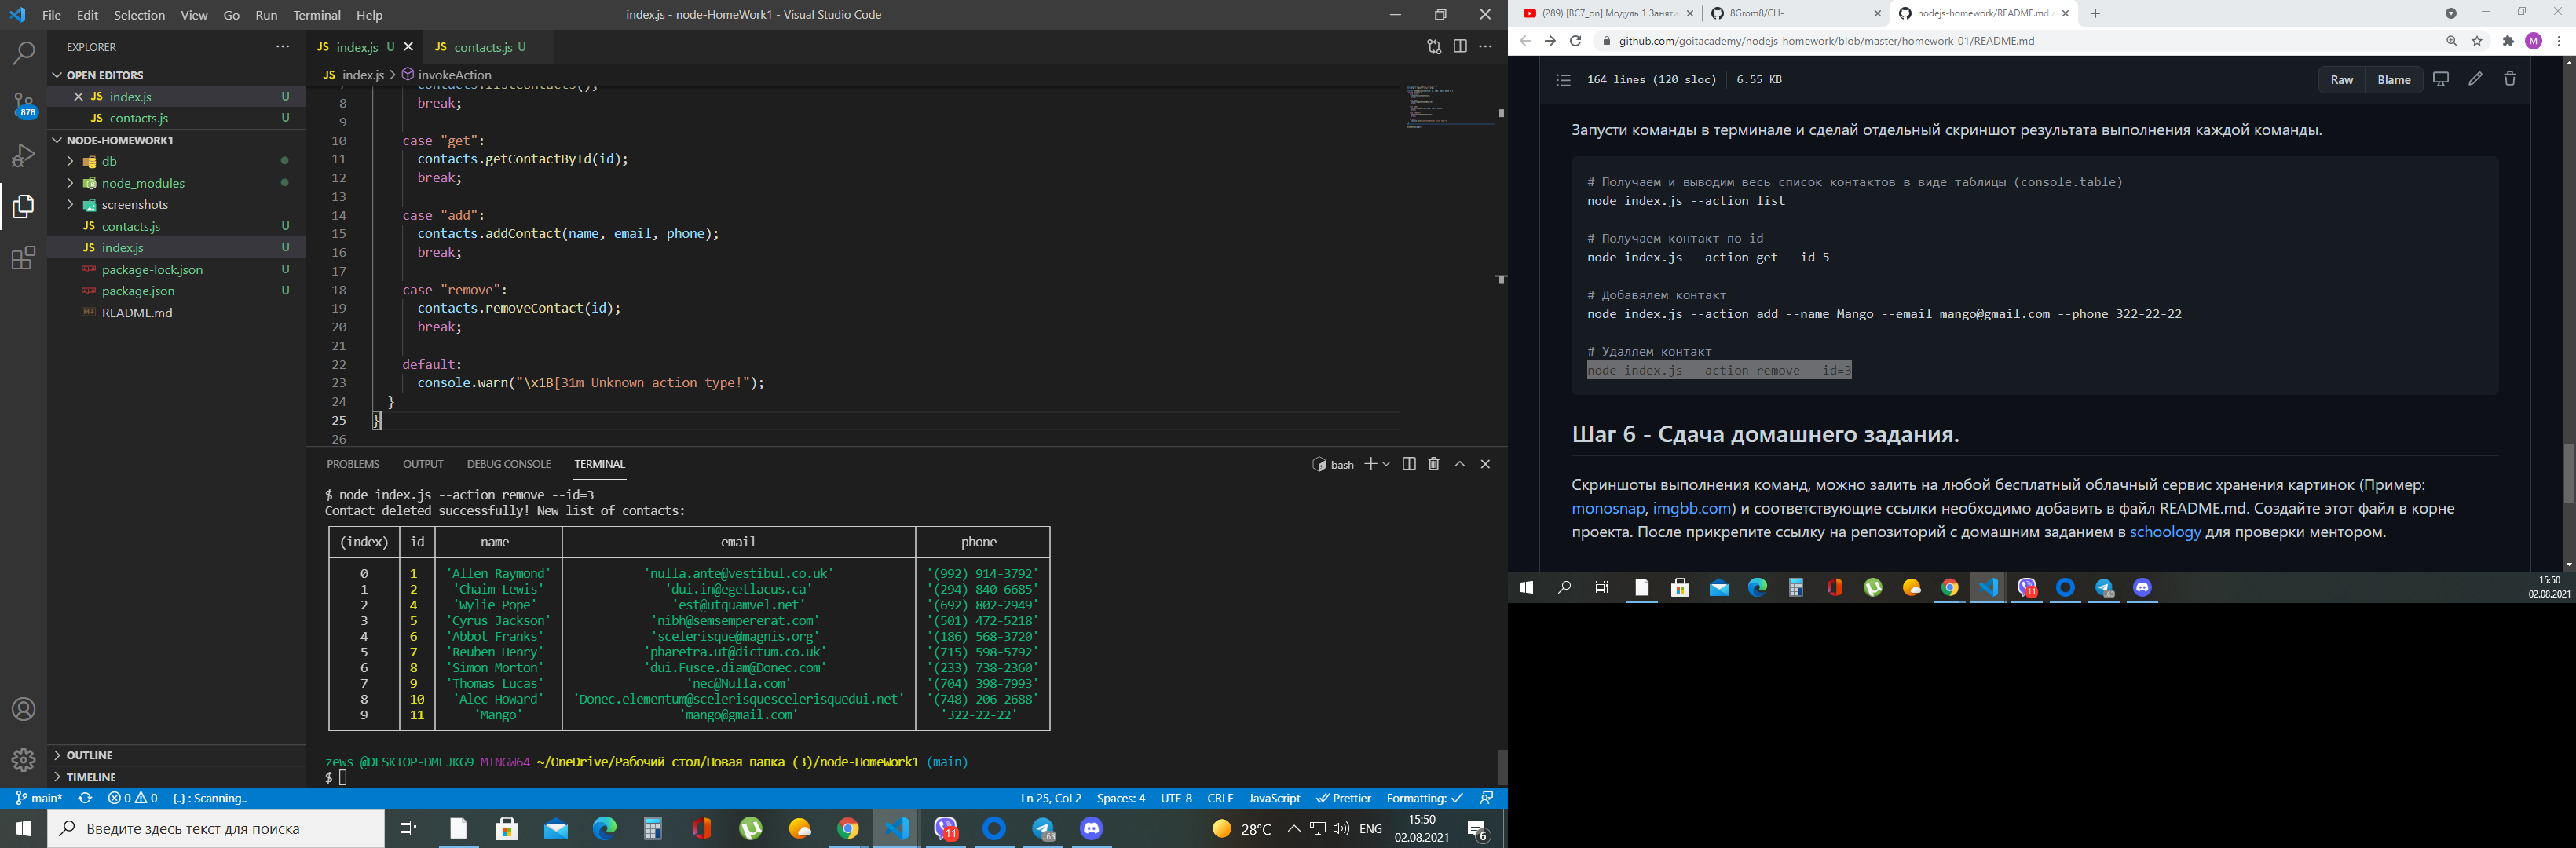 File Edit Selection View Go Run Terminal Help
index.js - node-HomeWork1 - Visual Studio Code
EXPLORER
OPEN EDITORS
index.js U
contacts.js U
NODE-HOMEWORK1
db
node_modules
screenshots
contacts.js U
index.js U
package-lock.json U
package.json U
README.md
OUTLINE
TIMELINE
878
JS index.js U
JS contacts.js U
JS index.js > invokeAction
8 break;
9
10 case "get":
11 contacts.getContactById(id);
12 break;
13
14 case "add":
15 contacts.addContact(name, email, phone);
16 break;
17
18 case "remove":
19 contacts.removeContact(id);
20 break;
21
22 default:
23 console.warn("\x1B[31m Unknown action type!");
24 }
25 }
26
PROBLEMS OUTPUT DEBUG CONSOLE TERMINAL
bash
$ node index.js --action remove --id=3
Contact deleted successfully! New list of contacts:
(index) id name email phone
0 1 'Allen Raymond' 'nulla.ante@vestibul.co.uk' '(992) 914-3792'
1 2 'Chaim Lewis' 'dui.in@egetlacus.ca' '(294) 840-6685'
2 4 'Wylie Pope' 'est@utquamvel.net' '(692) 802-2949'
3 5 'Cyrus Jackson' 'nibh@semsempererat.com' '(501) 472-5218'
4 6 'Abbot Franks' 'scelerisque@magnis.org' '(186) 568-3720'
5 7 'Reuben Henry' 'pharetra.ut@dictum.co.uk' '(715) 598-5792'
6 8 'Simon Morton' 'dui.Fusce.diam@Donec.com' '(233) 738-2360'
7 9 'Thomas Lucas' 'nec@Nulla.com' '(704) 398-7993'
8 10 'Alec Howard' 'Donec.elementum@scelerisquescelerisquedui.net' '(748) 206-2688'
9 11 'Mango' 'mango@gmail.com' '322-22-22'
zews_@DESKTOP-DMLJKG9 MINGW64 ~/OneDrive/Рабочий стол/Новая папка (3)/node-HomeWork1 (main)
$
main* 0 0 {..} : Scanning..
Ln 25, Col 2 Spaces: 4 UTF-8 CRLF JavaScript Prettier Formatting:
Введите здесь текст для поиска
11
63
28°C
ENG
15:50
02.08.2021
6
(289) [BC7_on] Модуль 1 Заняти
8Grom8/CLI-
nodejs-homework/README.md
github.com/goitacademy/nodejs-homework/blob/master/homework-01/README.md
M
164 lines (120 sloc) 6.55 KB
Raw Blame
Запусти команды в терминале и сделай отдельный скриншот результата выполнения каждой команды.
# Получаем и выводим весь список контактов в виде таблицы (console.table)
node index.js --action list
# Получаем контакт по id
node index.js --action get --id 5
# Добавялем контакт
node index.js --action add --name Mango --email mango@gmail.com --phone 322-22-22
# Удаляем контакт
node index.js --action remove --id=3
Шаг 6 - Сдача домашнего задания.
Скриншоты выполнения команд, можно залить на любой бесплатный облачный сервис хранения картинок (Пример:
monosnap, imgbb.com) и соответствующие ссылки необходимо добавить в файл README.md. Создайте этот файл в корне
проекта. После прикрепите ссылку на репозиторий с домашним заданием в schoology для проверки ментором.
11
63
15:50
02.08.2021